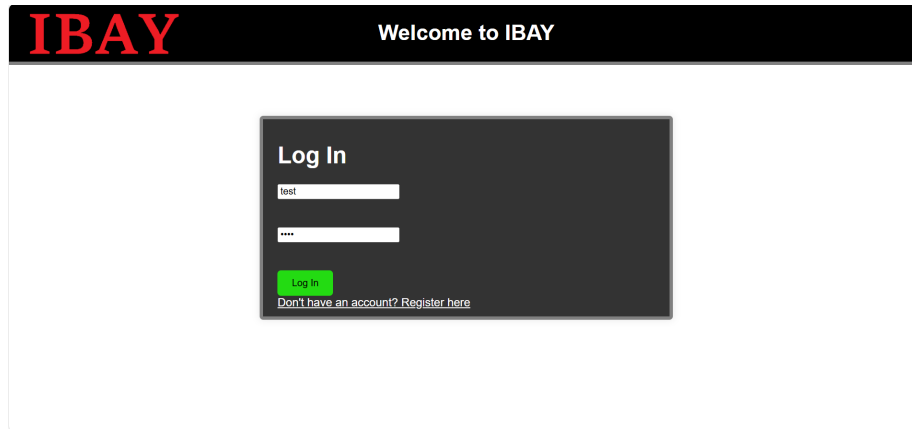 IBAY
Welcome to IBAY
Log In
test
••••
Log In
Don't have an account? Register here